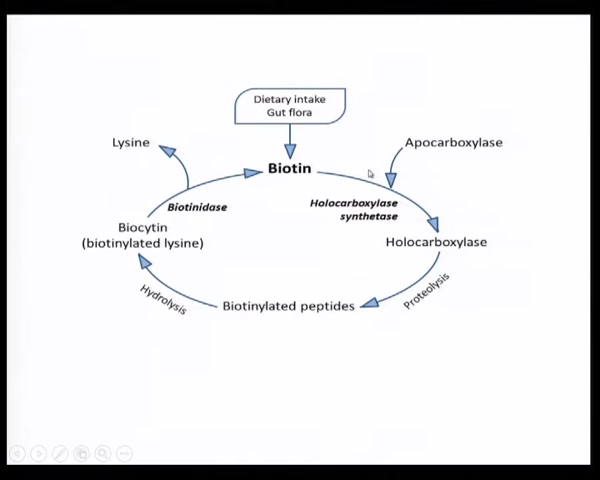 Dietary intake
Gut flora
Lysine
Apocarboxylase
Biotin
Biotinidase
Holocarboxylase
synthetase
Biocytin
(biotinylated lysine)
Holocarboxylase
Hydrolysis
Biotinylated peptides
Proteolysis